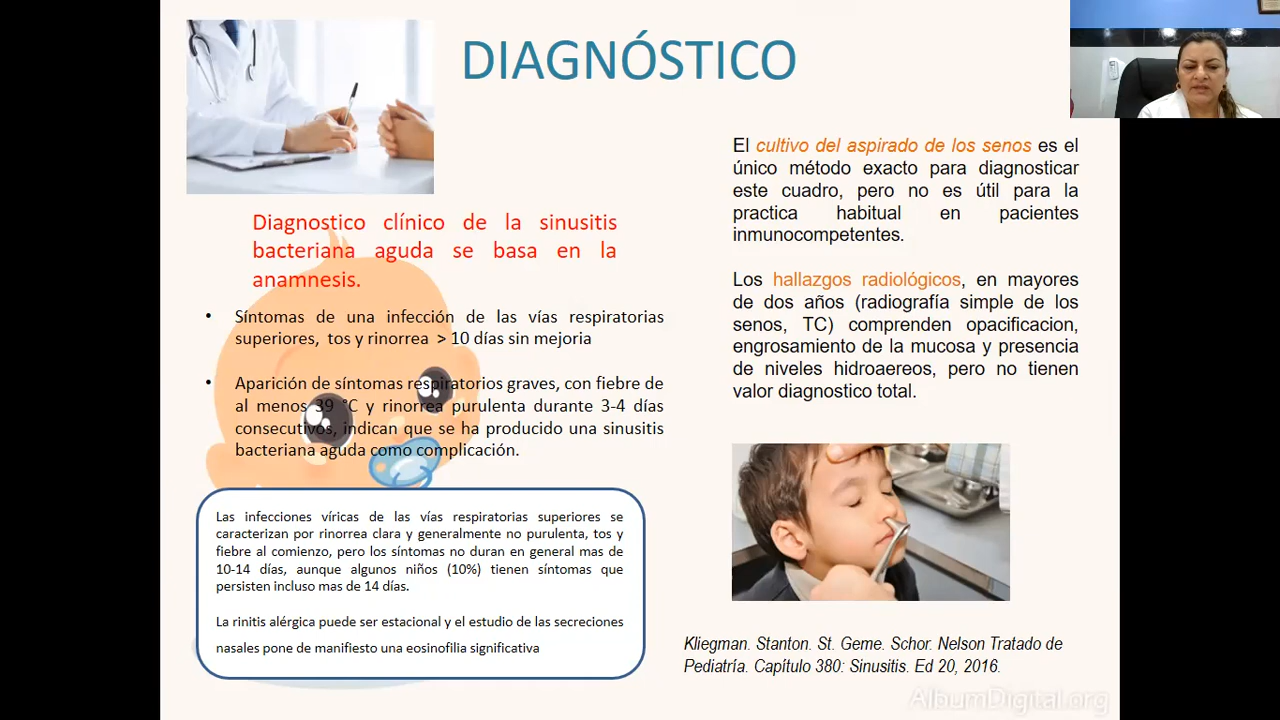 DIAGNÓSTICO
Diagnostico clínico de la sinusitis
bacteriana aguda se basa en la
anamnesis.
• Síntomas de una infección de las vías respiratorias
superiores, tos y rinorrea > 10 días sin mejoria
• Aparición de síntomas respiratorios graves, con fiebre de
al menos 39 °C y rinorrea purulenta durante 3-4 días
consecutivos, indican que se ha producido una sinusitis
bacteriana aguda como complicación.
Las infecciones víricas de las vías respiratorias superiores se
caracterizan por rinorrea clara y generalmente no purulenta, tos y
fiebre al comienzo, pero los síntomas no duran en general mas de
10-14 días, aunque algunos niños (10%) tienen síntomas que
persisten incluso mas de 14 días.
La rinitis alérgica puede ser estacional y el estudio de las secreciones
nasales pone de manifiesto una eosinofilia significativa
El cultivo del aspirado de los senos es el
único método exacto para diagnosticar
este cuadro, pero no es útil para la
practica habitual en pacientes
inmunocompetentes.
Los hallazgos radiológicos, en mayores
de dos años (radiografía simple de los
senos, TC) comprenden opacificacion,
engrosamiento de la mucosa y presencia
de niveles hidroaereos, pero no tienen
valor diagnostico total.
Kliegman. Stanton. St. Geme. Schor. Nelson Tratado de
Pediatría. Capítulo 380: Sinusitis. Ed 20, 2016.
AlbumDigital.org